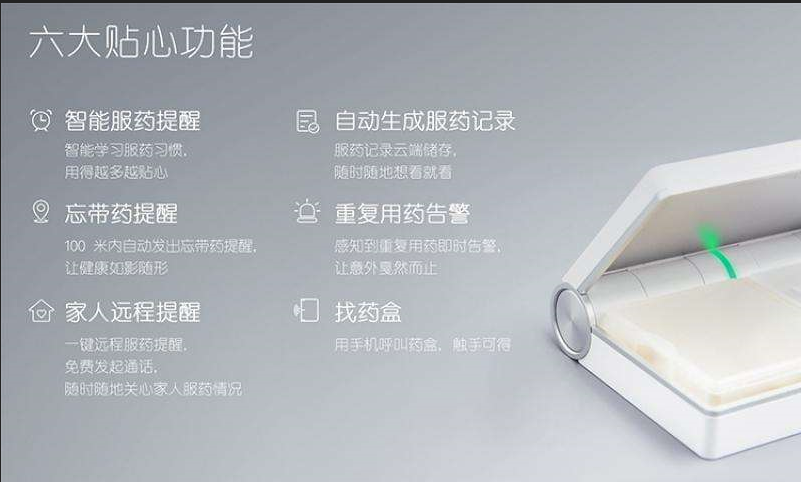 六大贴心功能
智能服药提醒
智能学习服药习惯,
用得越多越贴心
忘带药提醒
100 米内自动发出忘带药提醒,
让健康如影随形
家人远程提醒
一键远程服药提醒,
免费发起通话,
随时随地关心家人服药情况
自动生成服药记录
服药记录云端储存,
随时随地想看就看
重复用药告警
感知到重复用药即时告警,
让意外戛然而止
找药盒
用手机呼叫药盒, 触手可得